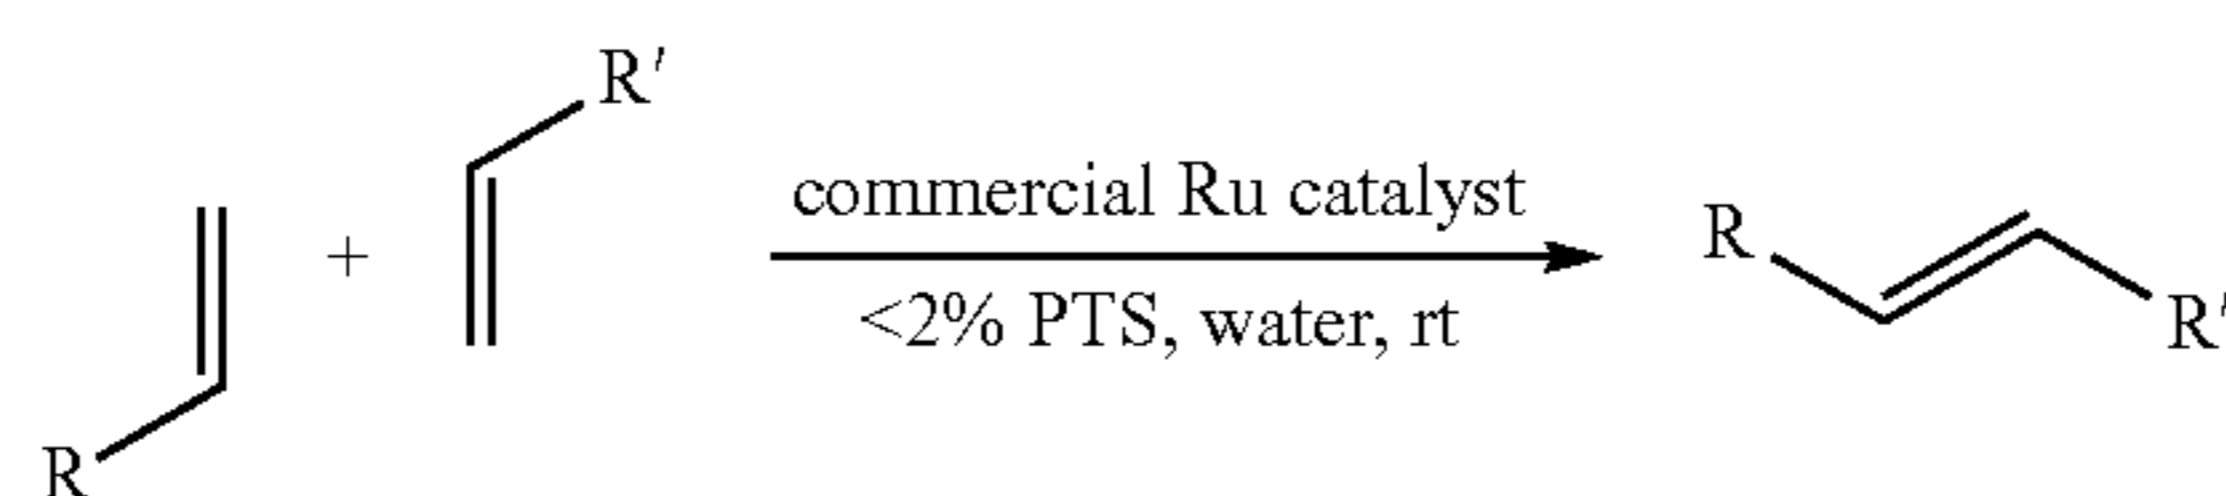 R'
R
+
commercial Ru catalyst
<2% PTS, water, rt
R
R'